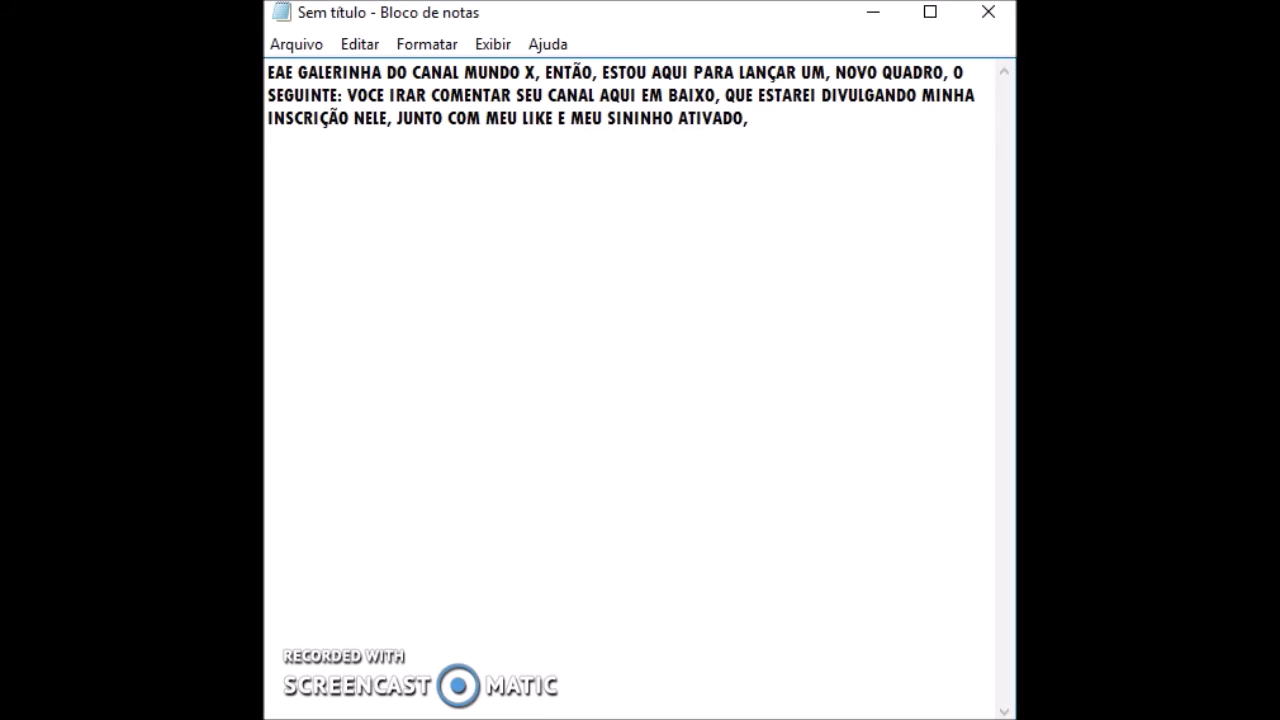 Sem título - Bloco de notas
Arquivo Editar Formatar Exibir Ajuda
EAE GALERINHA DO CANAL MUNDO X, ENTÃO, ESTOU AQUI PARA LANÇAR UM, NOVO QUADRO, O
SEGUINTE: VOCE IRAR COMENTAR SEU CANAL AQUI EM BAIXO, QUE ESTAREI DIVULGANDO MINHA
INSCRIÇÃO NELE, JUNTO COM MEU LIKE E MEU SININHO ATIVADO,
RECORDED WITH
SCREENCAST MATIC